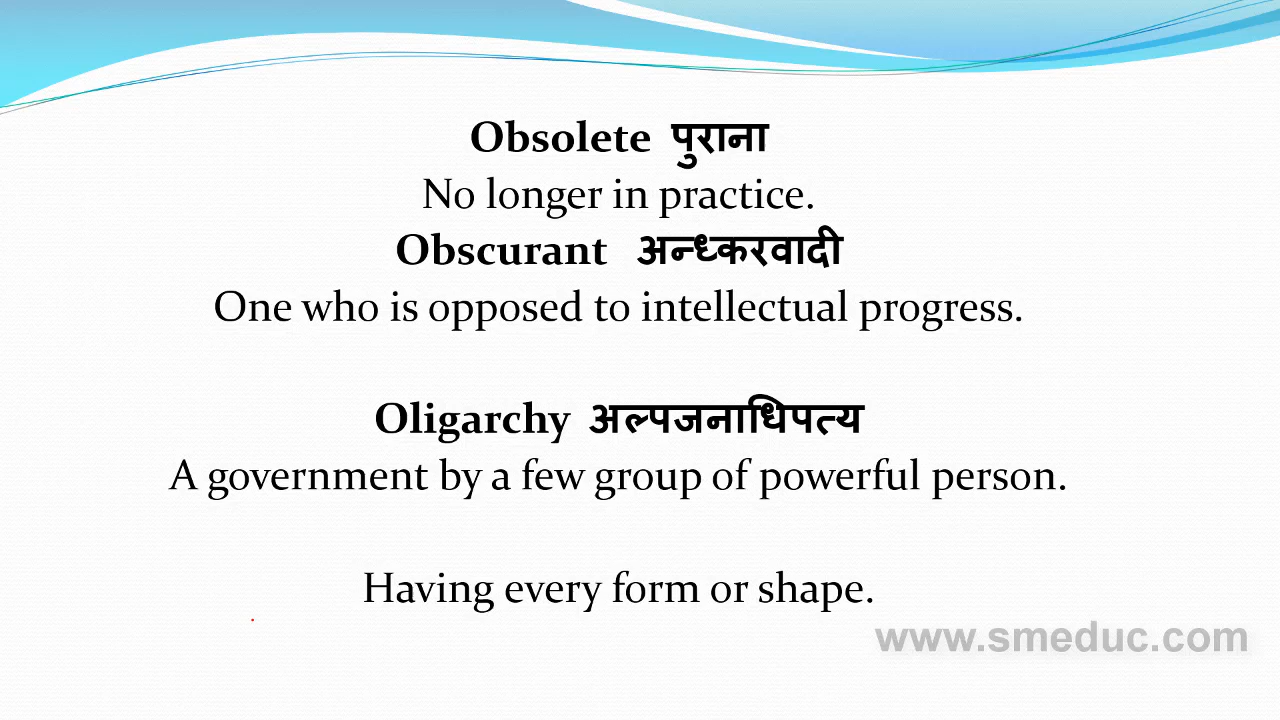 Obsolete पुराना
No longer in practice.
Obscurant अन्ध्करवादी
One who is opposed to intellectual progress.
Oligarchy अल्पजनाधिपत्य
A government by a few group of powerful person.
Having every form or shape.
www.smeduc.com